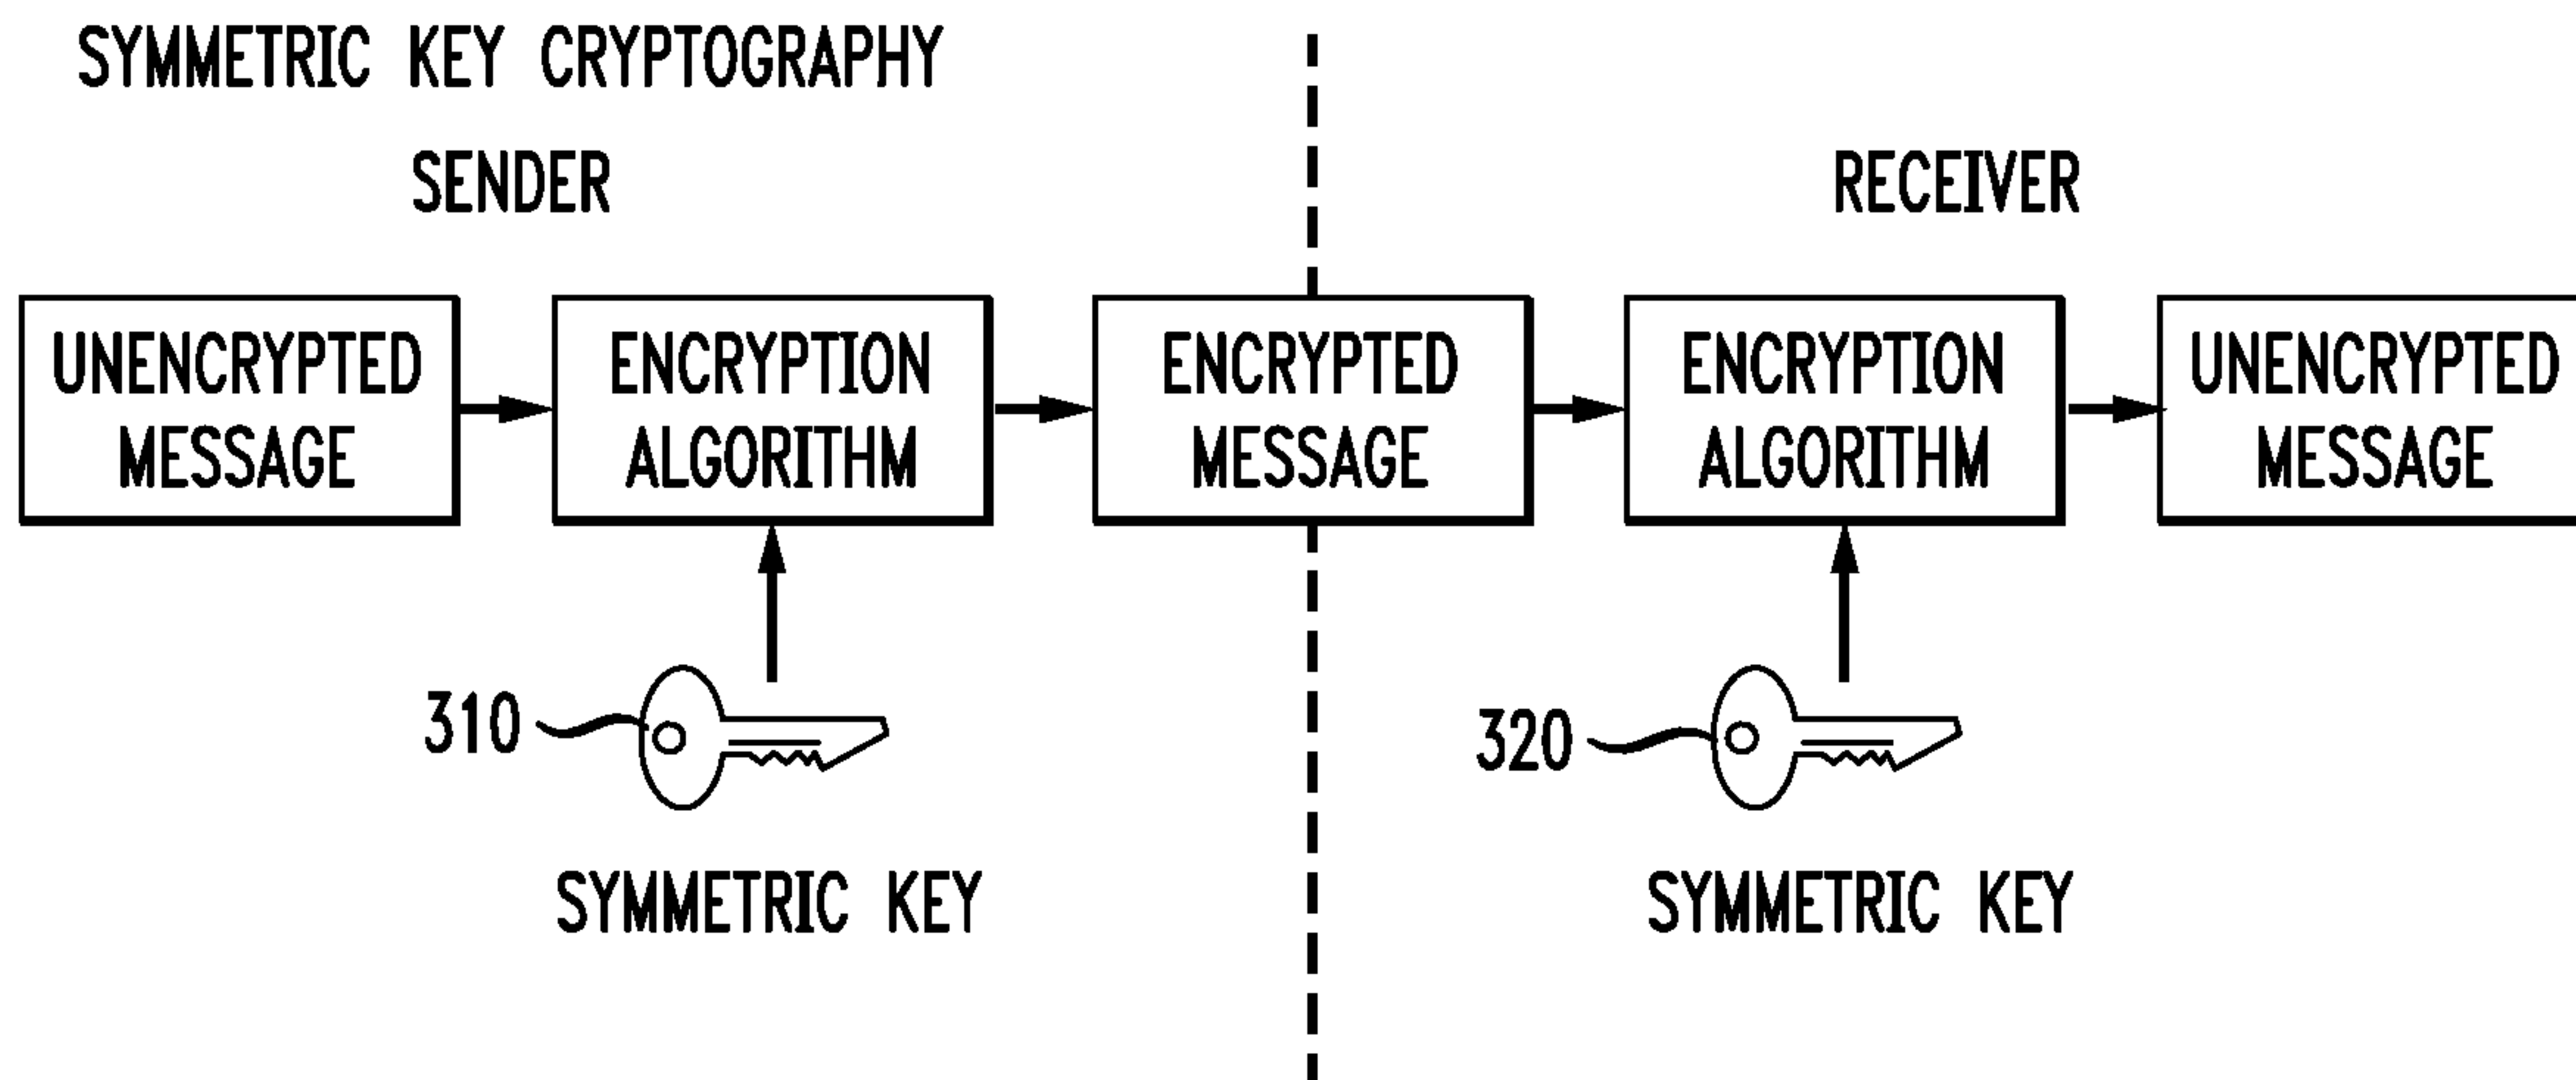 SYMMETRIC KEY CRYPTOGRAPHY
SENDER
RECEIVER
UNENCRYPTED
MESSAGE
ENCRYPTION
ALGORITHM
ENCRYPTED
MESSAGE
ENCRYPTION
ALGORITHM
UNENCRYPTED
MESSAGE
310
SYMMETRIC KEY
320
SYMMETRIC KEY